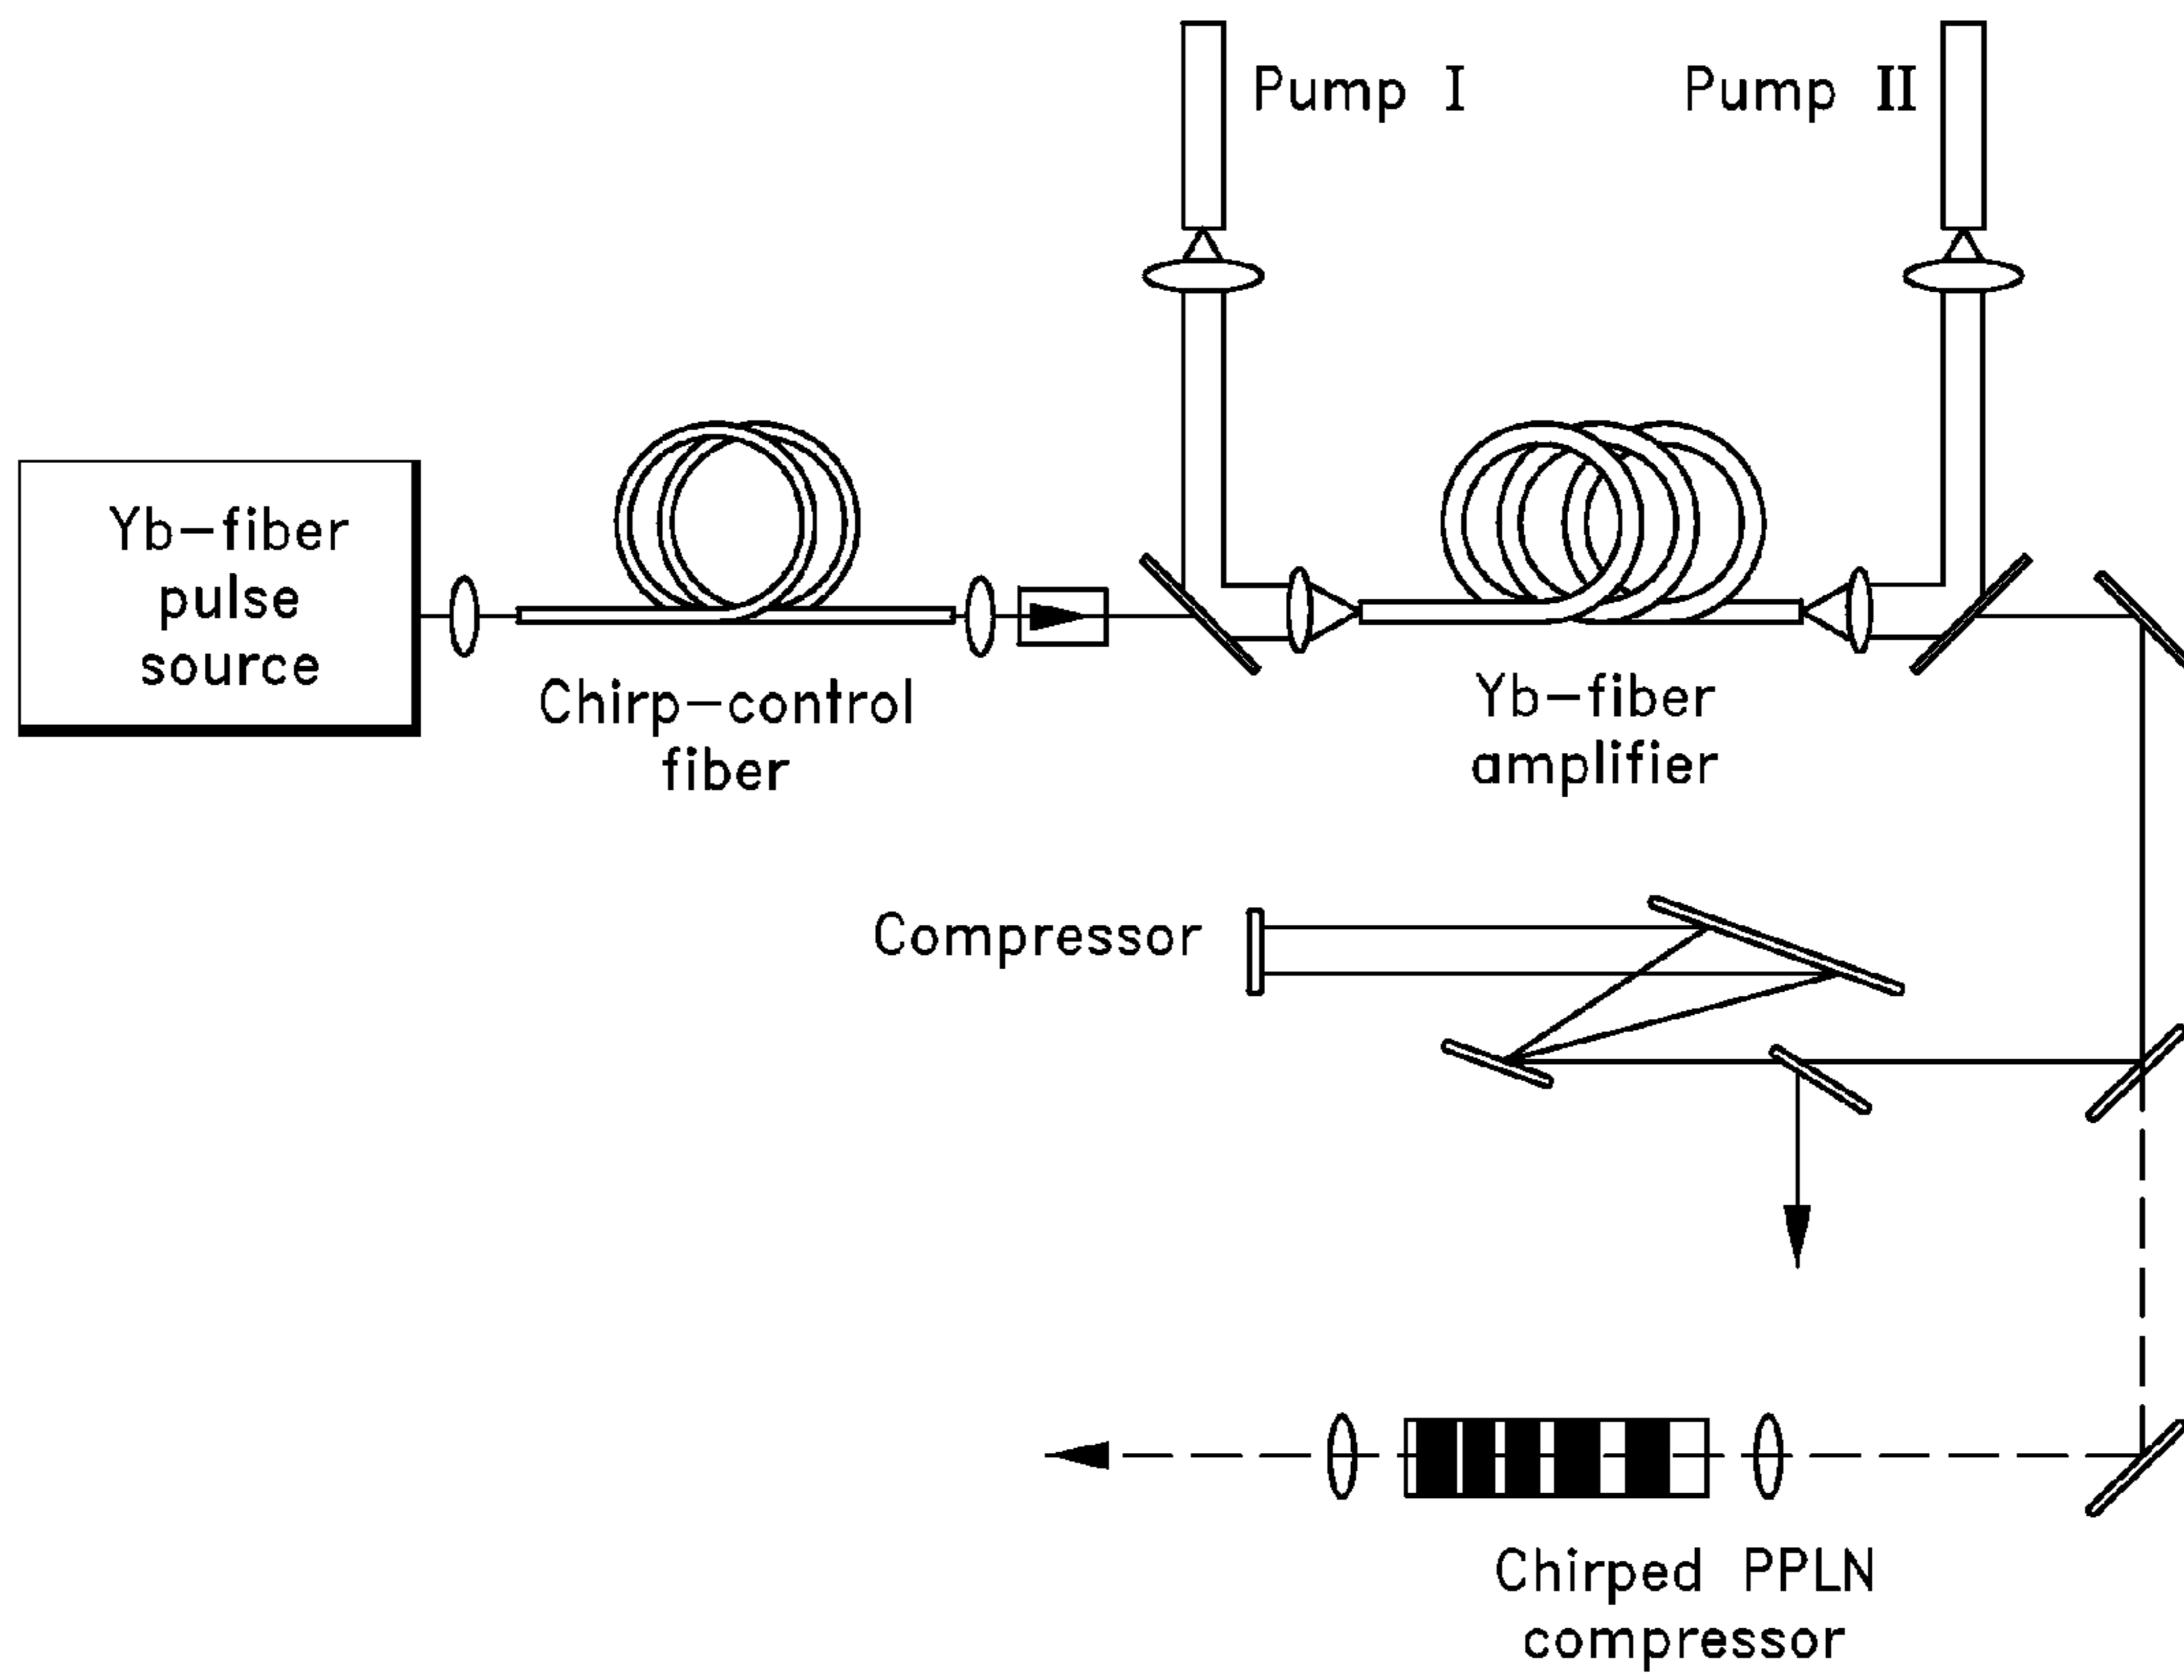 Pump I
Pump II
Yb-fiber
pulse
source
Chirp-control
fiber
Yb-fiber
amplifier
Compressor
Chirped PPLN
compressor